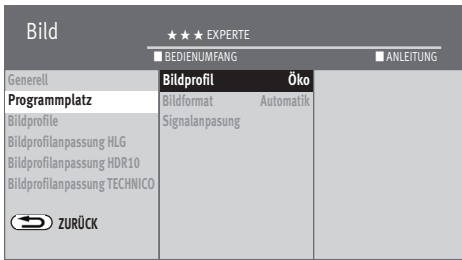 Bild
★ ★ ★ EXPERTE
BEDIENUMFANG
ANLEITUNG
Generell
Programmplatz
Bildprofile
Bildprofilanpassung HLG
Bildprofilanpassung HDR10
Bildprofilanpassung TECHNICO
ZURÜCK
Bildprofil Öko
Bildformat Automatik
Signalanpasung